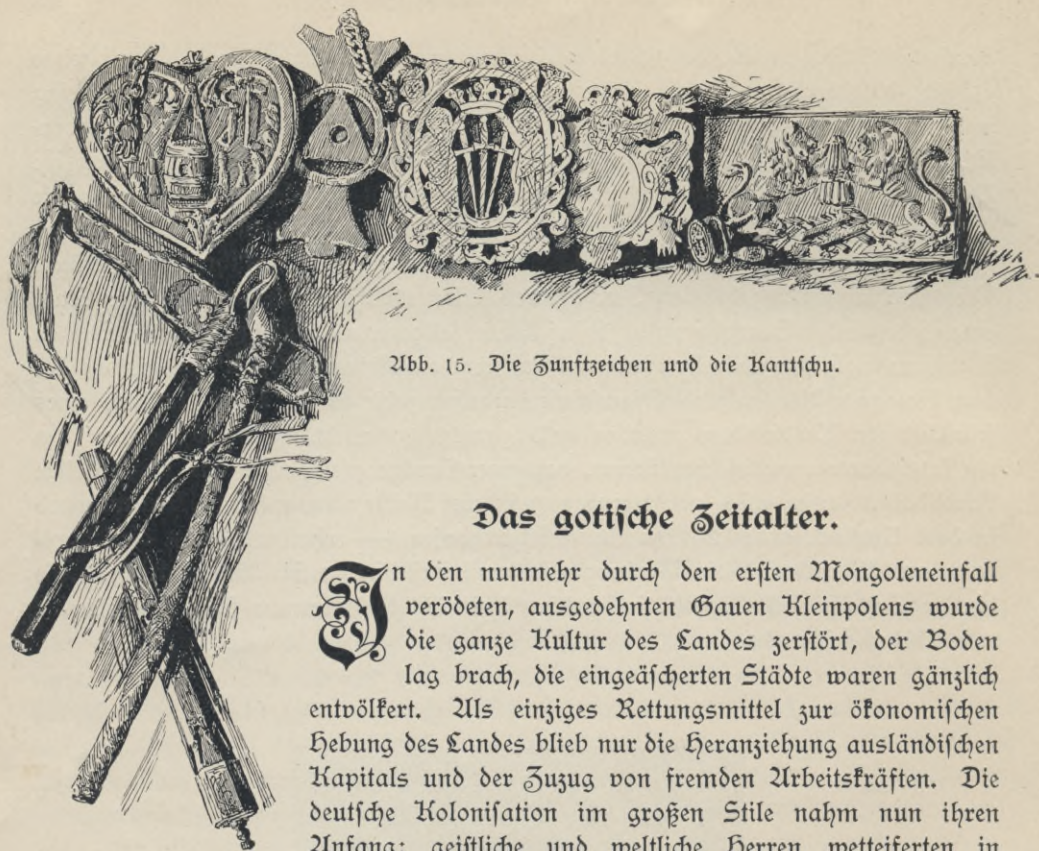 Abb. 15. Die Zunftzeichen und die Kantschu.
Das gotische Zeitalter.
In den nunmehr durch den ersten Mongoleneinfall
verödeten, ausgedehnten Gauen Kleinpolens wurde
die ganze Kultur des Landes zerstört, der Boden
lag brach, die eingeäscherten Städte waren gänzlich
entvölkert. Als einziges Rettungsmittel zur ökonomischen
Hebung des Landes blieb nur die Heranziehung ausländischen
Kapitals und der Zuzug von fremden Arbeitskräften. Die
deutsche Kolonisation im großen Stile nahm nun ihren
Anfang; geistliche und weltliche Herren wetteiferten in